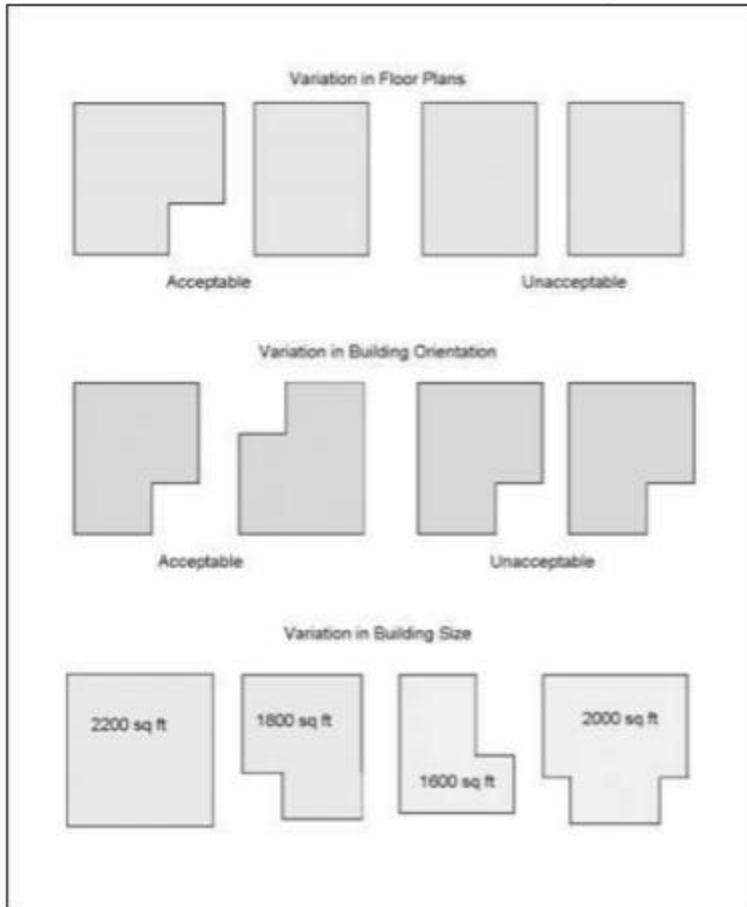 Variation in Floor Plans
Acceptable
Unacceptable
Variation in Building Orientation
Acceptable
Unacceptable
Variation in Building Size
2200 sq ft
1800 sq ft
1600 sq ft
2000 sq ft